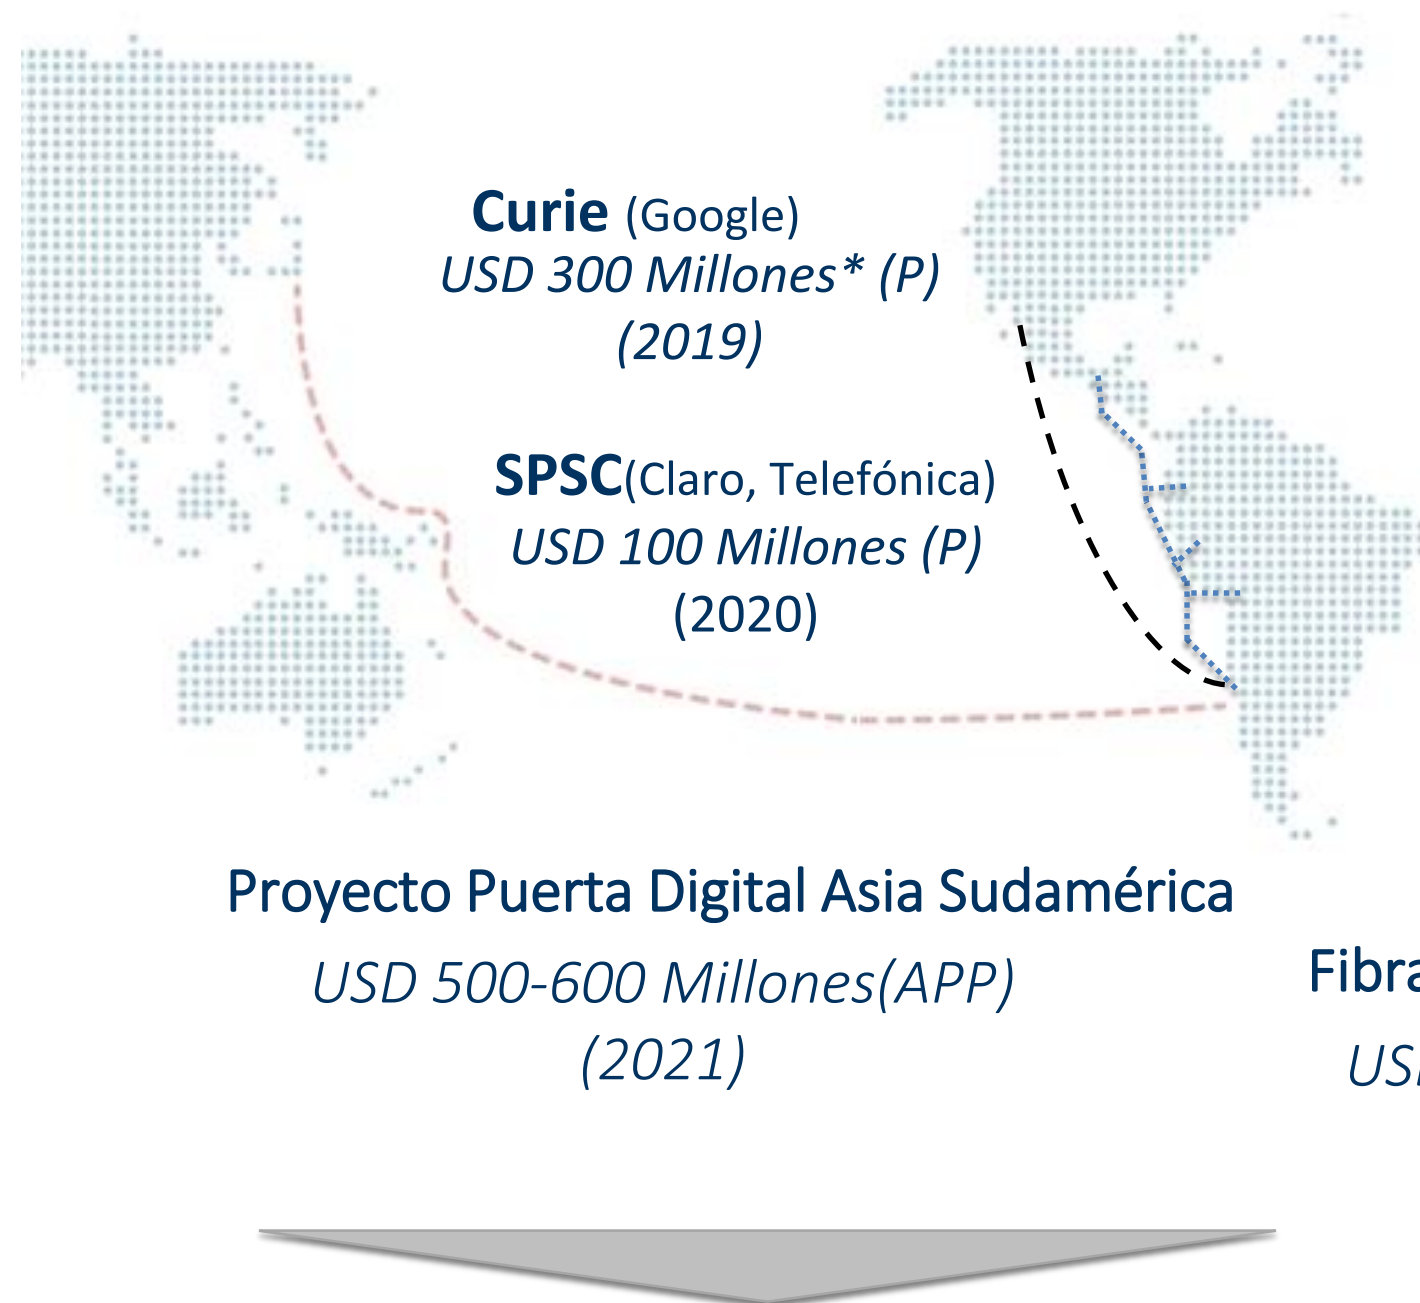 Curie (Google)
USD 300 Millones* (P)
(2019)
SPSC(Claro, Telefónica)
USD 100 Millones (P)
(2020)
Proyecto Puerta Digital Asia Sudamérica
USD 500-600 Millones(APP)
(2021)
Fibra